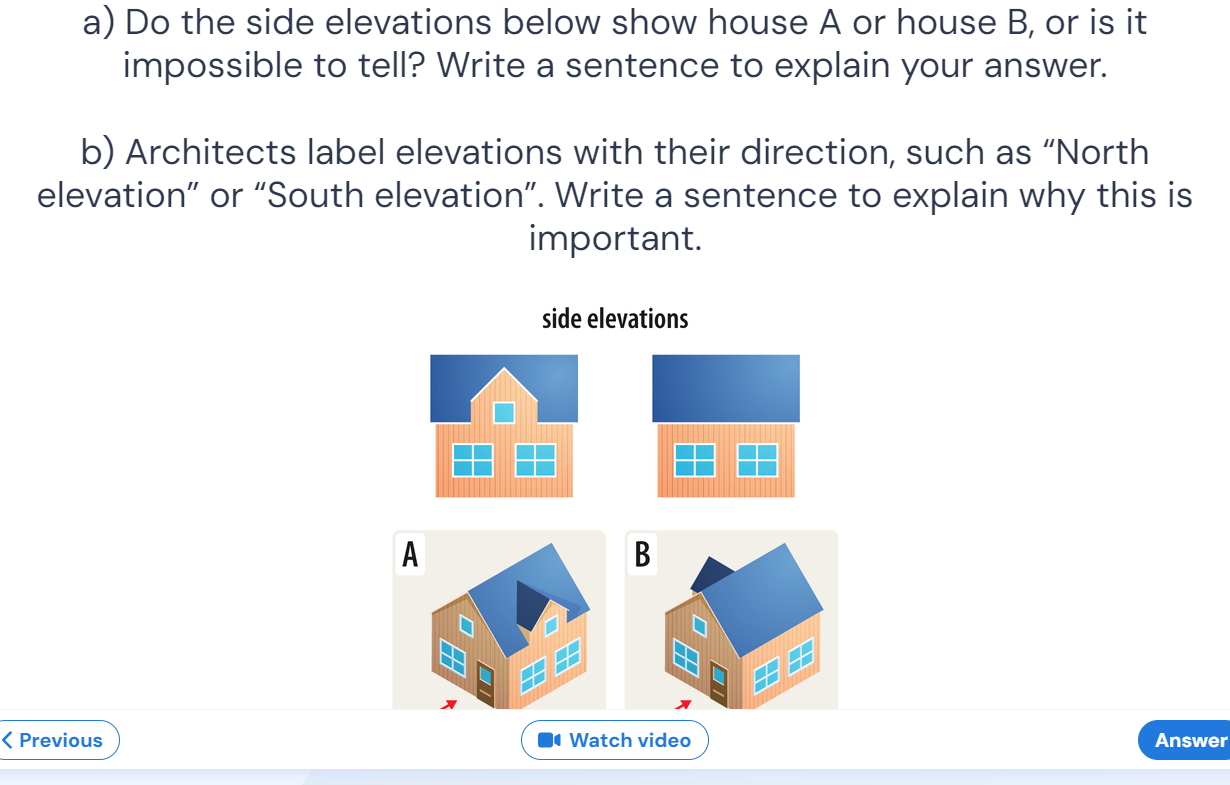 a) Do the side elevations below show house A or house B, or is it
impossible to tell? Write a sentence to explain your answer.
b) Architects label elevations with their direction, such as “North
elevation” or “South elevation”. Write a sentence to explain why this is
important.
side elevations
A
B
Previous
Watch video
Answer